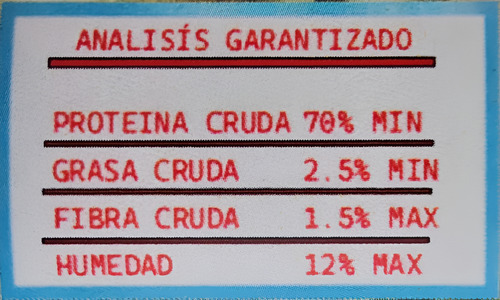 ANALISÍS GARANTIZADO
PROTEINA CRUDA 70% MIN
GRASA CRUDA 2.5% MIN
FIBRA CRUDA 1.5% MAX
HUMEDAD 12% MAX